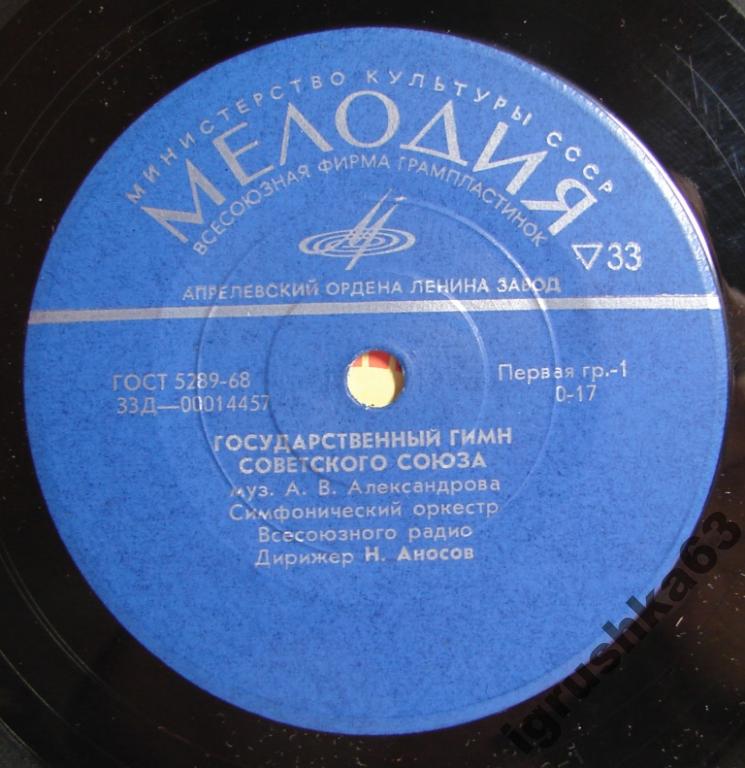 МИНИСТЕРСТВО КУЛЬТУРЫ СССР
МЕЛОДИЯ
ВСЕСОЮЗНАЯ ФИРМА ГРАМПЛАСТИНОК
33
АПРЕЛЕВСКИЙ ОРДЕНА ЛЕНИНА ЗАВОД
ГОСТ 5289-68
Первая гр.-1
33Д—00014457
0-17
ГОСУДАРСТВЕННЫЙ ГИМН
СОВЕТСКОГО СОЮЗА
муз. А. В. Александрова
Симфонический оркестр
Всесоюзного радио
Дирижер Н. Аносов
igrushka63